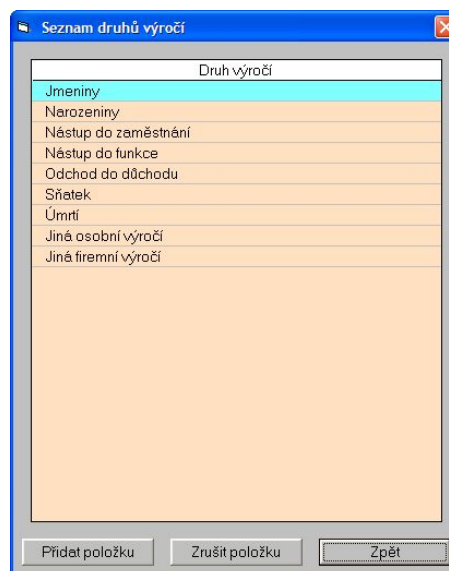 Seznam druhů výročí
Druh výročí
Jmeniny
Narozeniny
Nástup do zaměstnání
Nástup do funkce
Odchod do důchodu
Sňatek
Úmrtí
Jiná osobní výročí
Jiná firemní výročí
Přidat položku Zrušit položku Zpět